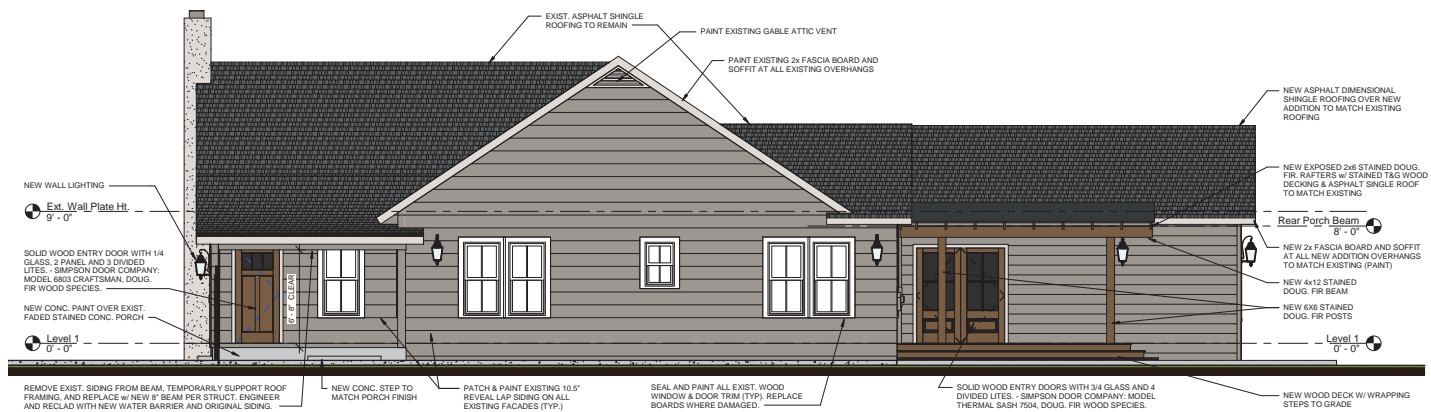 EXIST. ASPHALT SHINGLE
ROOFING TO REMAIN
PAINT EXISTING GABLE ATTIC VENT
PAINT EXISTING 2x FASCIA BOARD AND
SOFFIT AT ALL EXISTING OVERHANGS
NEW ASPHALT DIMENSIONAL
SHINGLE ROOFING OVER NEW
ADDITION TO MATCH EXISTING
ROOFING
NEW EXPOSED 2x6 STAINED DOUG.
FIR. RAFTERS w/ STAINED T&G WOOD
DECKING & ASPHALT SINGLE ROOF
TO MATCH EXISTING
NEW WALL LIGHTING
Ext. Wall Plate Ht.
9' - 0"
Rear Porch Beam
8' - 0"
SOLID WOOD ENTRY DOOR WITH 1/4
GLASS, 2 PANEL AND 3 DIVIDED
LITES. - SIMPSON DOOR COMPANY:
MODEL 6803 CRAFTSMAN, DOUG.
FIR WOOD SPECIES.
NEW 2x FASCIA BOARD AND SOFFIT
AT ALL NEW ADDITION OVERHANGS
TO MATCH EXISTING (PAINT)
NEW 4x12 STAINED
DOUG. FIR BEAM
6' - 8" CLEAR
NEW CONC. PAINT OVER EXIST.
FADED STAINED CONC. PORCH
NEW 6X6 STAINED
DOUG. FIR POSTS
Level 1
0' - 0"
Level 1
0' - 0"
REMOVE EXIST. SIDING FROM BEAM, TEMPORARILY SUPPORT ROOF
FRAMING, AND REPLACE w/ NEW 8" BEAM PER STRUCT. ENGINEER
AND RECLAD WITH NEW WATER BARRIER AND ORIGINAL SIDING.
NEW CONC. STEP TO
MATCH PORCH FINISH
PATCH & PAINT EXISTING 10.5"
REVEAL LAP SIDING ON ALL
EXISTING FACADES (TYP.)
SEAL AND PAINT ALL EXIST. WOOD
WINDOW & DOOR TRIM (TYP). REPLACE
BOARDS WHERE DAMAGED.
SOLID WOOD ENTRY DOORS WITH 3/4 GLASS AND 4
DIVIDED LITES. - SIMPSON DOOR COMPANY: MODEL
THERMAL SASH 7504, DOUG. FIR WOOD SPECIES.
NEW WOOD DECK W/ WRAPPING
STEPS TO GRADE